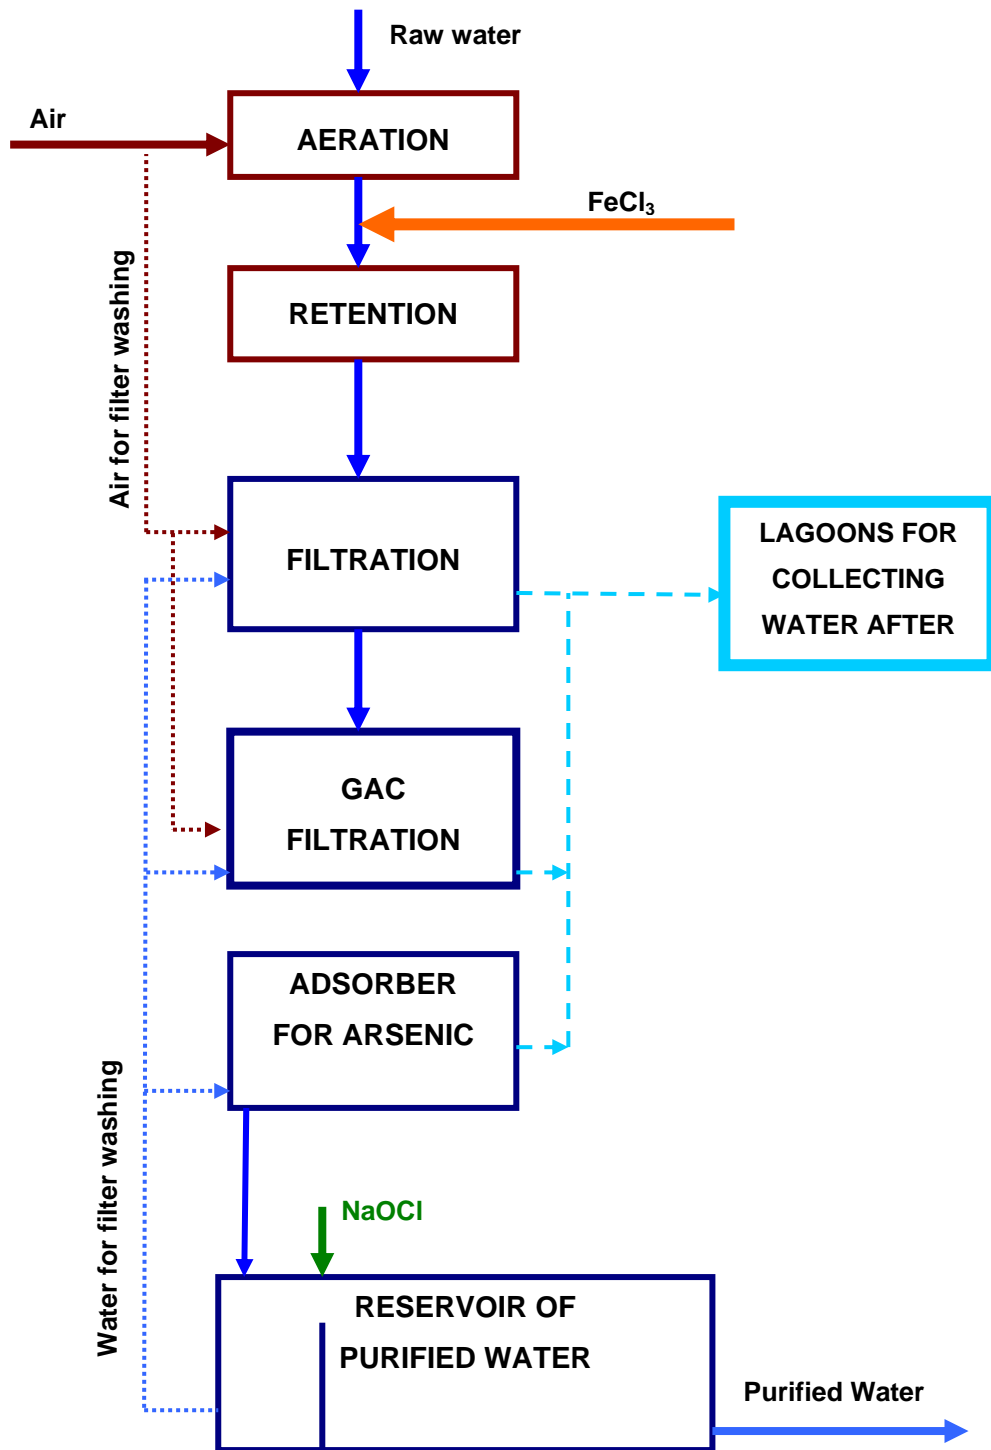 Raw water
Air
AERATION
FeCl₃
RETENTION
Air for filter washing
FILTRATION
LAGOONS FOR
COLLECTING
WATER AFTER
GAC
FILTRATION
ADSORBER
FOR ARSENIC
Water for filter washing
NaOCl
RESERVOIR OF
PURIFIED WATER
Purified Water